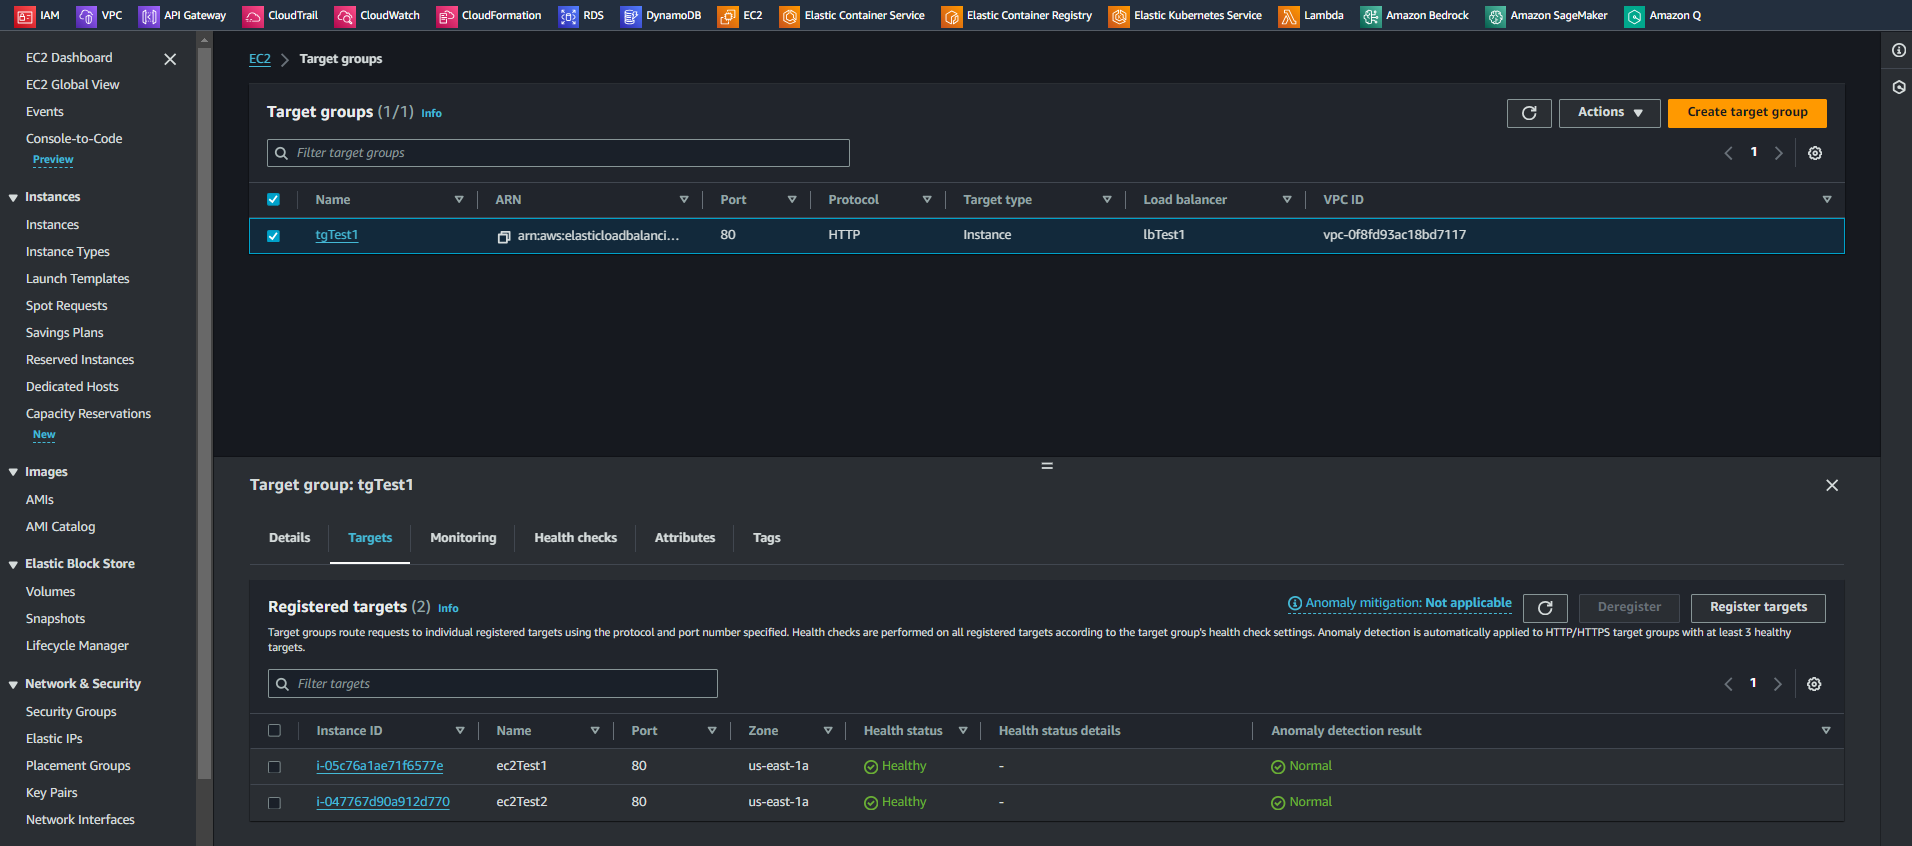 IAM VPC API Gateway CloudTrail CloudWatch CloudFormation RDS DynamoDB EC2 Elastic Container Service Elastic Container Registry Elastic Kubernetes Service Lambda Amazon Bedrock Amazon SageMaker Amazon Q
EC2 Dashboard
EC2 Global View
Events
Console-to-Code
Preview
Instances
Instances
Instance Types
Launch Templates
Spot Requests
Savings Plans
Reserved Instances
Dedicated Hosts
Capacity Reservations
New
Images
AMIs
AMI Catalog
Elastic Block Store
Volumes
Snapshots
Lifecycle Manager
Network & Security
Security Groups
Elastic IPs
Placement Groups
Key Pairs
Network Interfaces
EC2 Target groups
Target groups (1/1) Info
Actions Create target group
Filter target groups
1
Name ARN Port Protocol Target type Load balancer VPC ID
tgTest1 arn:aws:elasticloadbalanci... 80 HTTP Instance lbTest1 vpc-0f8fd93ac18bd7117
Target group: tgTest1
Details Targets Monitoring Health checks Attributes Tags
Registered targets (2) Info
Anomaly mitigation: Not applicable Deregister Register targets
Target groups route requests to individual registered targets using the protocol and port number specified. Health checks are performed on all registered targets according to the target group's health check settings. Anomaly detection is automatically applied to HTTP/HTTPS target groups with at least 3 healthy
targets.
Filter targets
1
Instance ID Name Port Zone Health status Health status details Anomaly detection result
i-05c76a1ae71f6577e ec2Test1 80 us-east-1a Healthy - Normal
i-047767d90a912d770 ec2Test2 80 us-east-1a Healthy - Normal